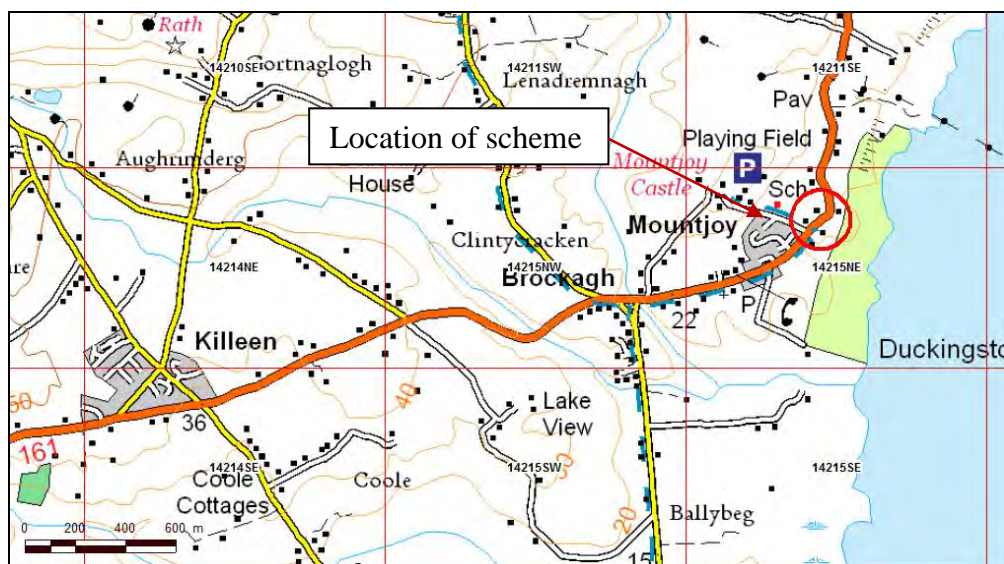 Rath
14210SE
Gortnaglogh
14211SW
Lenadremnagh
14211SE
Pav
Location of scheme
Playing Field
P
Aughrimderg
House
Mountjoy
Castle
Sch
Mountjoy
Clintycracken
14214NE
14215NW
14215NE
Brockagh
22
P
Killeen
Duckingsto
50
40
36
161
Lake
View
14214SE
14215SW
14215SE
Coole
Cottages
Coole
20
Ballybeg
15
0 200 400 600 m